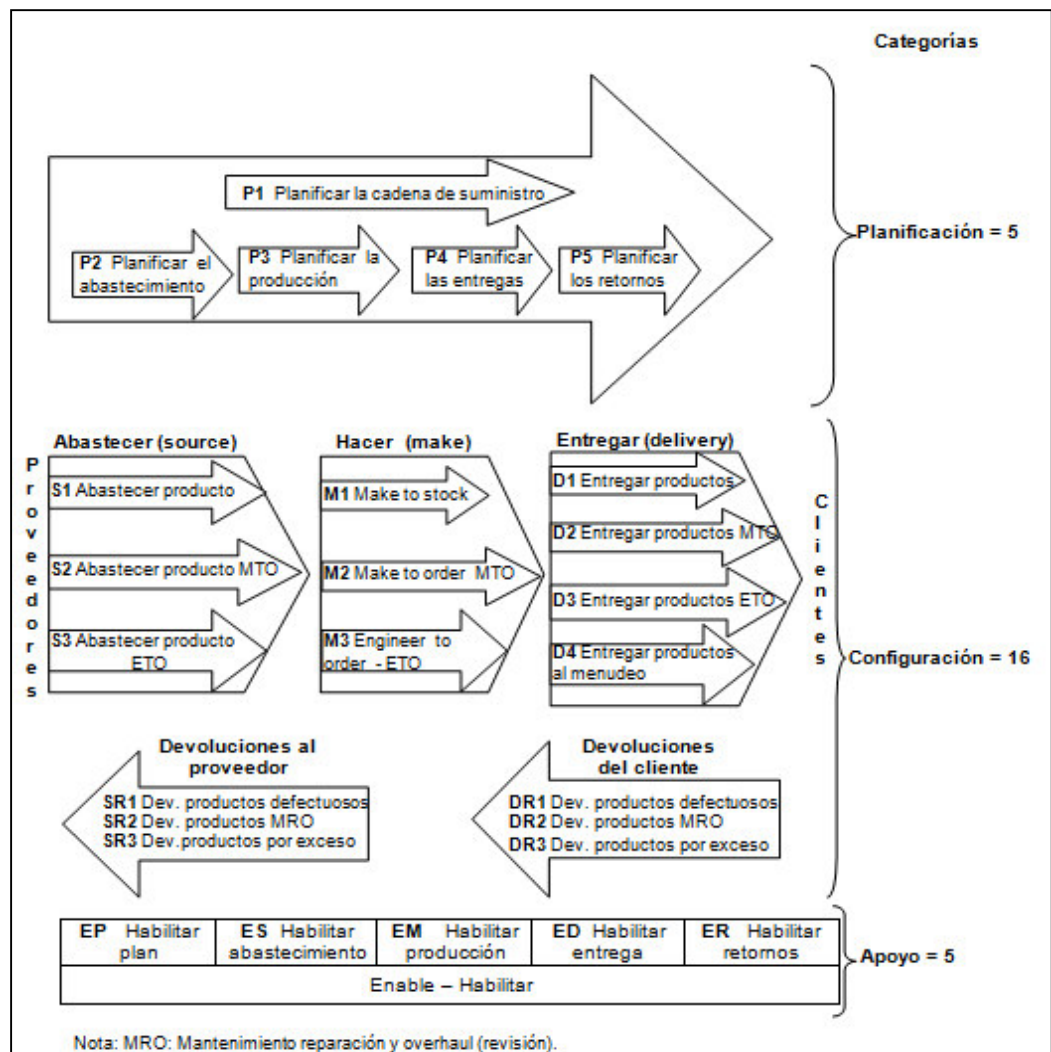 Categorías
P1 Planificar la cadena de suministro
Planificación = 5
P2 Planificar el
abastecimiento
P3 Planificar la
producción
P4 Planificar
las entregas
P5 Planificar
los retornos
Abastecer (source)
Hacer (make)
Entregar (delivery)
Proveedores
S1 Abastecer producto
S2 Abastecer producto MTO
S3 Abastecer producto
ETO
M1 Make to stock
M2 Make to order MTO
M3 Engineer to
order - ETO
D1 Entregar productos
D2 Entregar productos MTO
D3 Entregar productos ETO
D4 Entregar productos
al menudeo
Clientes
Configuración = 16
Devoluciones al
proveedor
SR1 Dev. productos defectuosos
SR2 Dev. productos MRO
SR3 Dev.productos por exceso
Devoluciones
del cliente
DR1 Dev. productos defectuosos
DR2 Dev. productos MRO
DR3 Dev. productos por exceso
EP Habilitar
plan
ES Habilitar
abastecimiento
EM Habilitar
producción
ED Habilitar
entrega
ER Habilitar
retornos
Apoyo = 5
Enable – Habilitar
Nota: MRO: Mantenimiento reparación y overhaul (revisión).